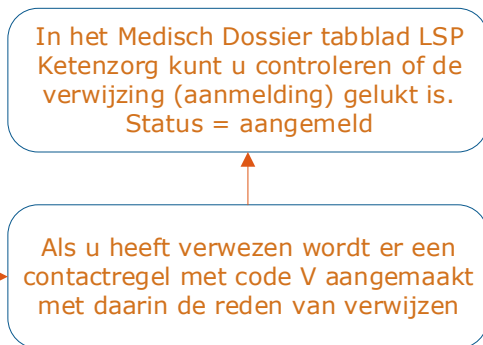 In het Medisch Dossier tabblad LSP
Ketenzorg kunt u controleren of de
verwijzing (aanmelding) gelukt is.
Status = aangemeld
Als u heeft verwezen wordt er een
contactregel met code V aangemaakt
met daarin de reden van verwijzen